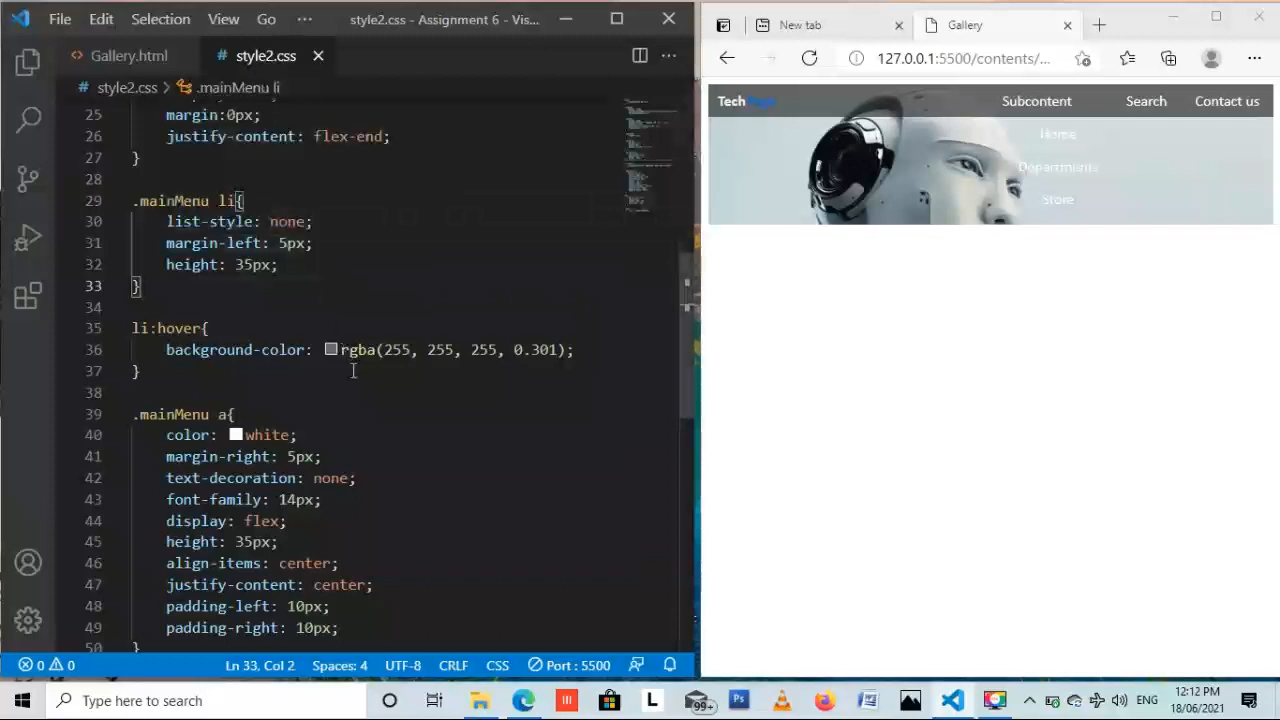 File Edit Selection View Go ··· style2.css - Assignment 6 - Vis...
Gallery.html # style2.css
# style2.css > .mainMenu li
25 margin:0px;
26 justify-content: flex-end;
27 }
28
29 .mainMenu li{
30 list-style: none;
31 margin-left: 5px;
32 height: 35px;
33 }
34
35 li:hover{
36 background-color: rgba(255, 255, 255, 0.301);
37 }
38
39 .mainMenu a{
40 color: white;
41 margin-right: 5px;
42 text-decoration: none;
43 font-family: 14px;
44 display: flex;
45 height: 35px;
46 align-items: center;
47 justify-content: center;
48 padding-left: 10px;
49 padding-right: 10px;
50 }
0 0 Ln 33, Col 2 Spaces: 4 UTF-8 CRLF CSS Port : 5500
New tab Gallery
127.0.0.1:5500/contents/...
TechPage Subcontent Search Contact us
Home
Departments
Store
Type here to search L 99+ Ps ENG 12:12 PM
18/06/2021